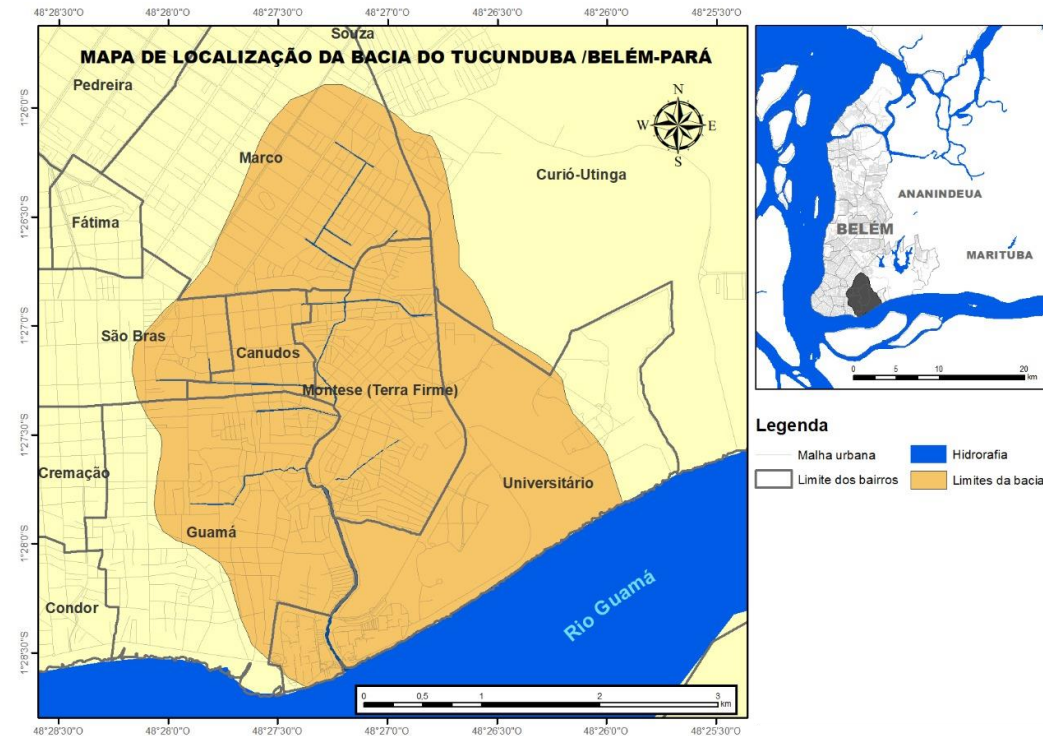 48°28'30"O 48°28'0"O 48°27'30"O 48°27'0"O 48°26'30"O 48°26'0"O 48°25'30"O
MAPA DE LOCALIZAÇÃO DA BACIA DO TUCUNDUBA /BELÉM-PARÁ
Souza
Pedreira
1°26'0"S
N
W E
S
Marco
Curió-Utinga
Fátima
1°26'30"S
São Bras
1°27'0"S
Canudos
Montese (Terra Firme)
1°27'30"S
Cremação
Universitário
Guamá
1°28'0"S
Condor
Rio Guamá
1°28'30"S
0 0,5 1 2 3
km
48°28'30"O 48°28'0"O 48°27'30"O 48°27'0"O 48°26'30"O 48°26'0"O 48°25'30"O
ANANINDEUA
BELÉM
MARITUBA
0 5 10 20
km
Legenda
Malha urbana
Hidrorafia
Limite dos bairros
Limites da bacia